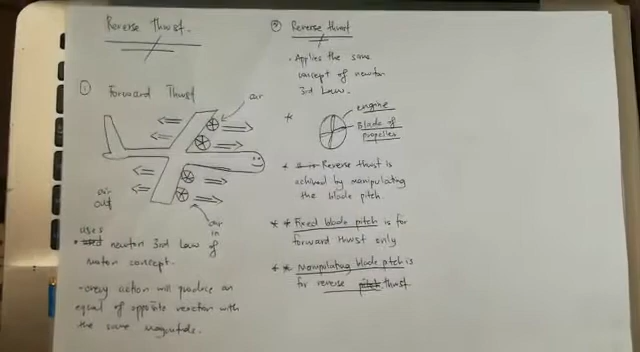 Reverse Thrust.
① Forward Thrust
air
air
out
air
in
uses
• used newton 3rd Law of
motion concept.
- every action will produce an
equal of opposite reaction with
the same magnitude.
② Reverse thrust
• Applies the same
concept of newton
3rd Law.
*
engine
Blade of
propeller
* Reverse thrust is
achieved by manipulating
the blade pitch.
* * Fixed blade pitch is for
forward thrust only
* * Manipulating blade pitch is
for reverse pitch thrust.